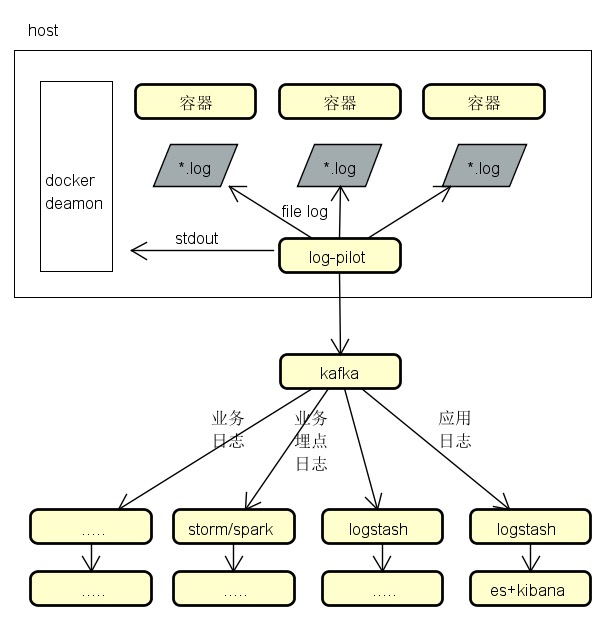 host
容器
容器
容器
*.log
*.log
*.log
docker
deamon
file log
stdout
log-pilot
kafka
业务
日志
业务
埋点
日志
应用
日志
.....
storm/spark
logstash
logstash
.....
.....
.....
es+kibana